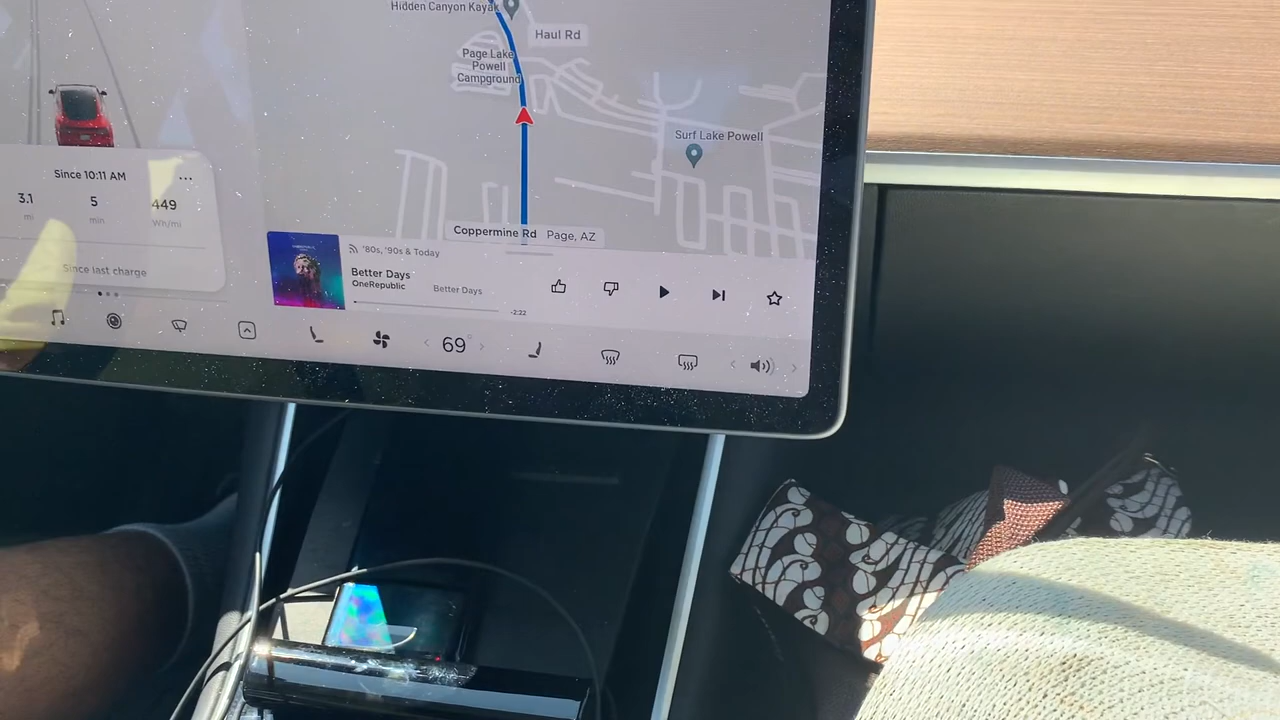 Hidden Canyon Kayak
Haul Rd
Page Lake
Powell
Campground
Surf Lake Powell
Since 10:11 AM
3.1
5
449
mi
min
Wh/mi
Since last charge
Coppermine Rd Page, AZ
'80s, '90s & Today
Better Days
OneRepublic
Better Days
-2:22
69°